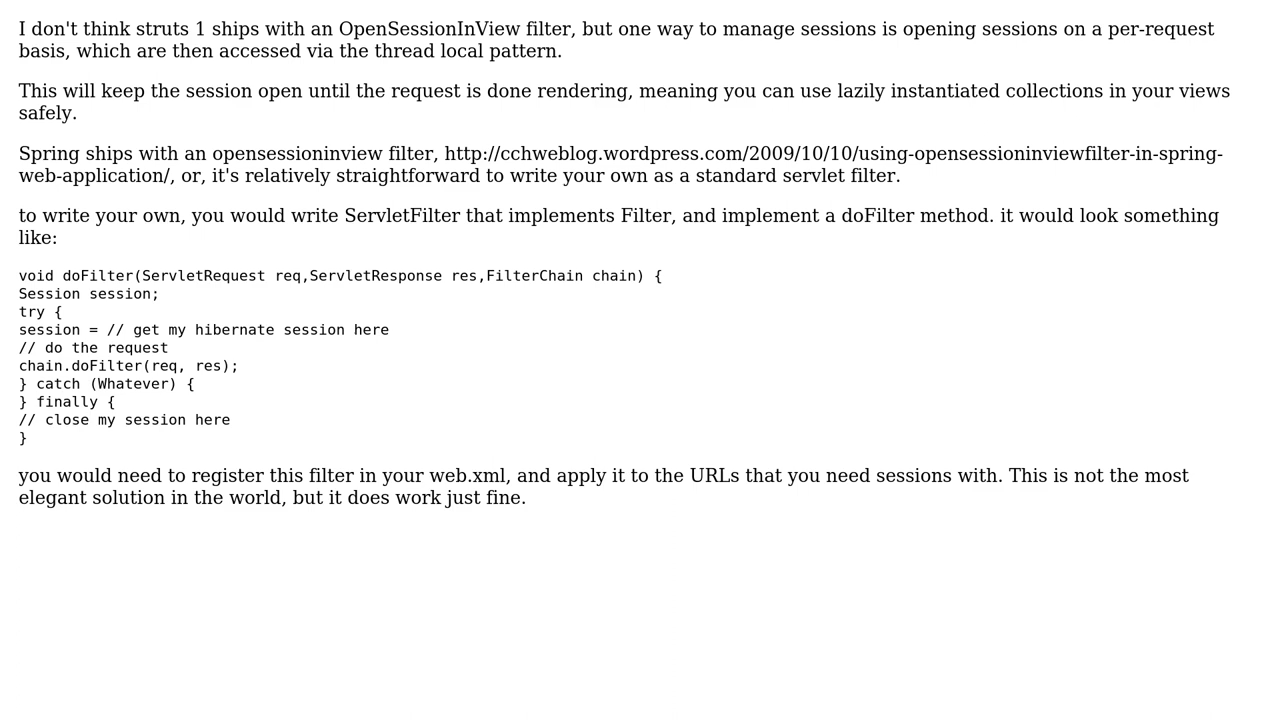 I don't think struts 1 ships with an OpenSessionInView filter, but one way to manage sessions is opening sessions on a per-request
basis, which are then accessed via the thread local pattern.
This will keep the session open until the request is done rendering, meaning you can use lazily instantiated collections in your views
safely.
Spring ships with an opensessioninview filter, http://cchweblog.wordpress.com/2009/10/10/using-opensessioninviewfilter-in-spring-
web-application/, or, it's relatively straightforward to write your own as a standard servlet filter.
to write your own, you would write ServletFilter that implements Filter, and implement a doFilter method. it would look something
like:
void doFilter(ServletRequest req,ServletResponse res,FilterChain chain) {
Session session;
try {
session = // get my hibernate session here
// do the request
chain.doFilter(req, res);
} catch (Whatever) {
} finally {
// close my session here
}
you would need to register this filter in your web.xml, and apply it to the URLs that you need sessions with. This is not the most
elegant solution in the world, but it does work just fine.